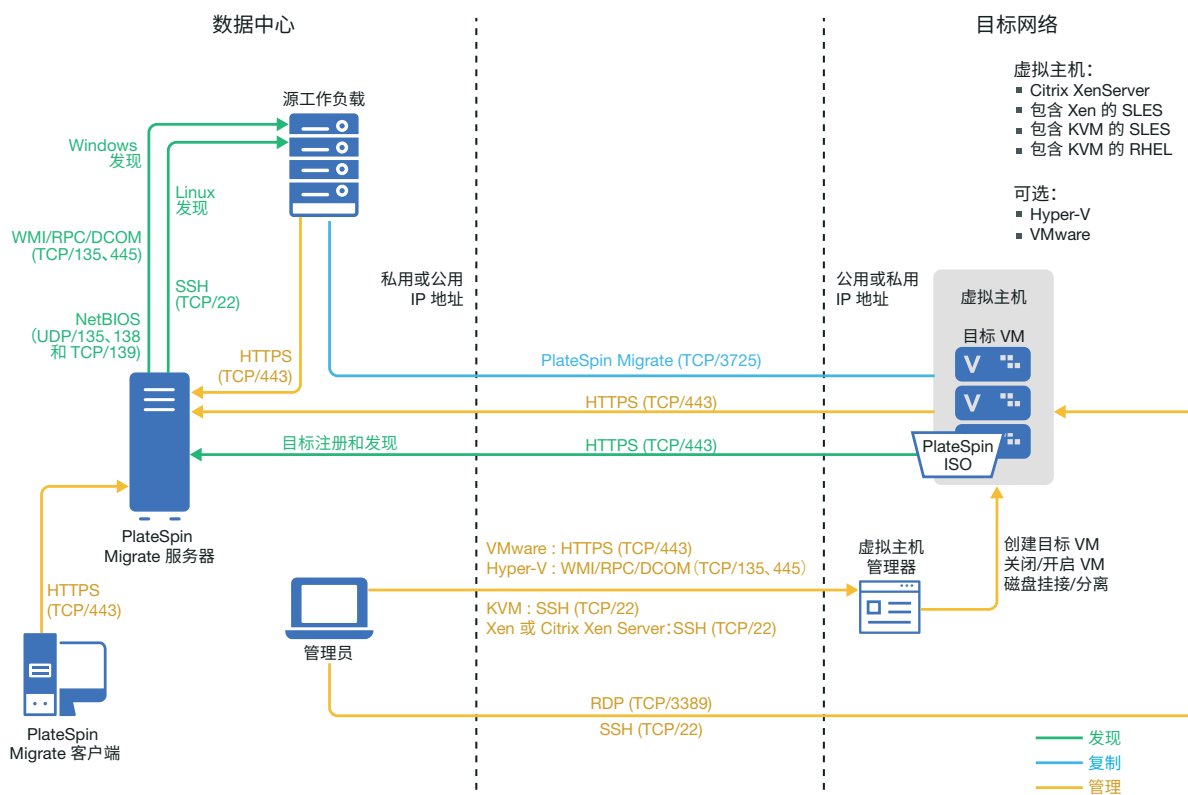 数据中心
目标网络
虚拟主机：
Citrix XenServer
包含 Xen 的 SLES
包含 KVM 的 SLES
包含 KVM 的 RHEL
可选：
Hyper-V
VMware
源工作负载
Windows
发现
Linux
发现
WMI/RPC/DCOM
(TCP/135、445)
SSH
(TCP/22)
NetBIOS
（UDP/135、138
和 TCP/139）
私用或公用
IP 地址
公用或私用
IP 地址
虚拟主机
目标 VM
HTTPS
(TCP/443)
PlateSpin Migrate (TCP/3725)
V
HTTPS (TCP/443)
V
目标注册和发现
HTTPS (TCP/443)
PlateSpin
ISO
PlateSpin
Migrate 服务器
VMware : HTTPS (TCP/443)
Hyper-V : WMI/RPC/DCOM（TCP/135、445）
KVM : SSH (TCP/22)
Xen 或 Citrix Xen Server：SSH (TCP/22)
虚拟主机
管理器
创建目标 VM
关闭/开启 VM
磁盘挂接/分离
HTTPS
(TCP/443)
管理员
RDP (TCP/3389)
SSH (TCP/22)
PlateSpin
Migrate 客户端
发现
复制
管理